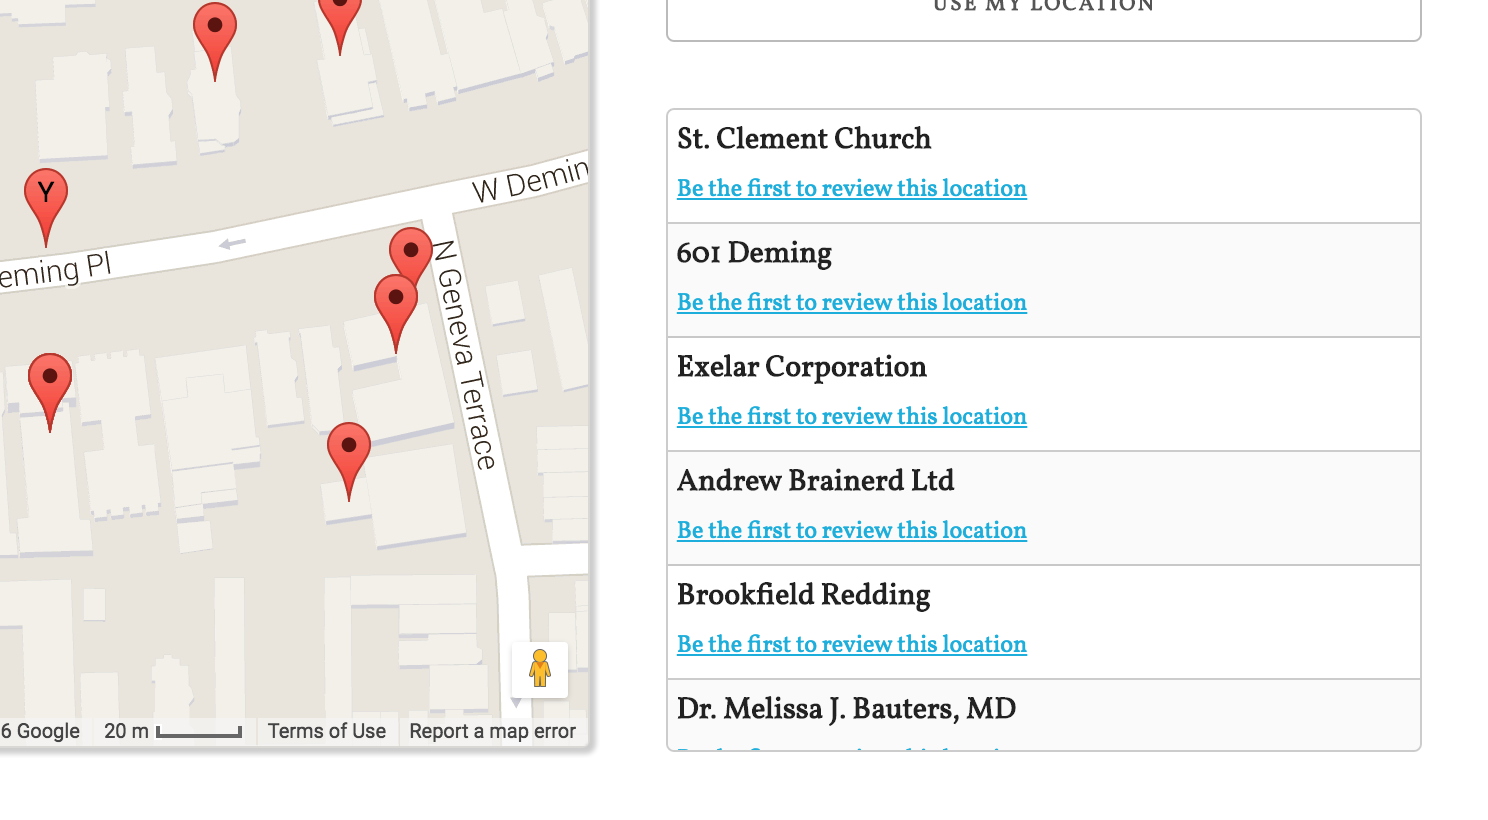 USE MY LOCATION
Y
W Demin
eming Pl
N Geneva Terrace
6 Google
20 m
Terms of Use
Report a map error
St. Clement Church
Be the first to review this location
601 Deming
Be the first to review this location
Exelar Corporation
Be the first to review this location
Andrew Brainerd Ltd
Be the first to review this location
Brookfield Redding
Be the first to review this location
Dr. Melissa J. Bauters, MD